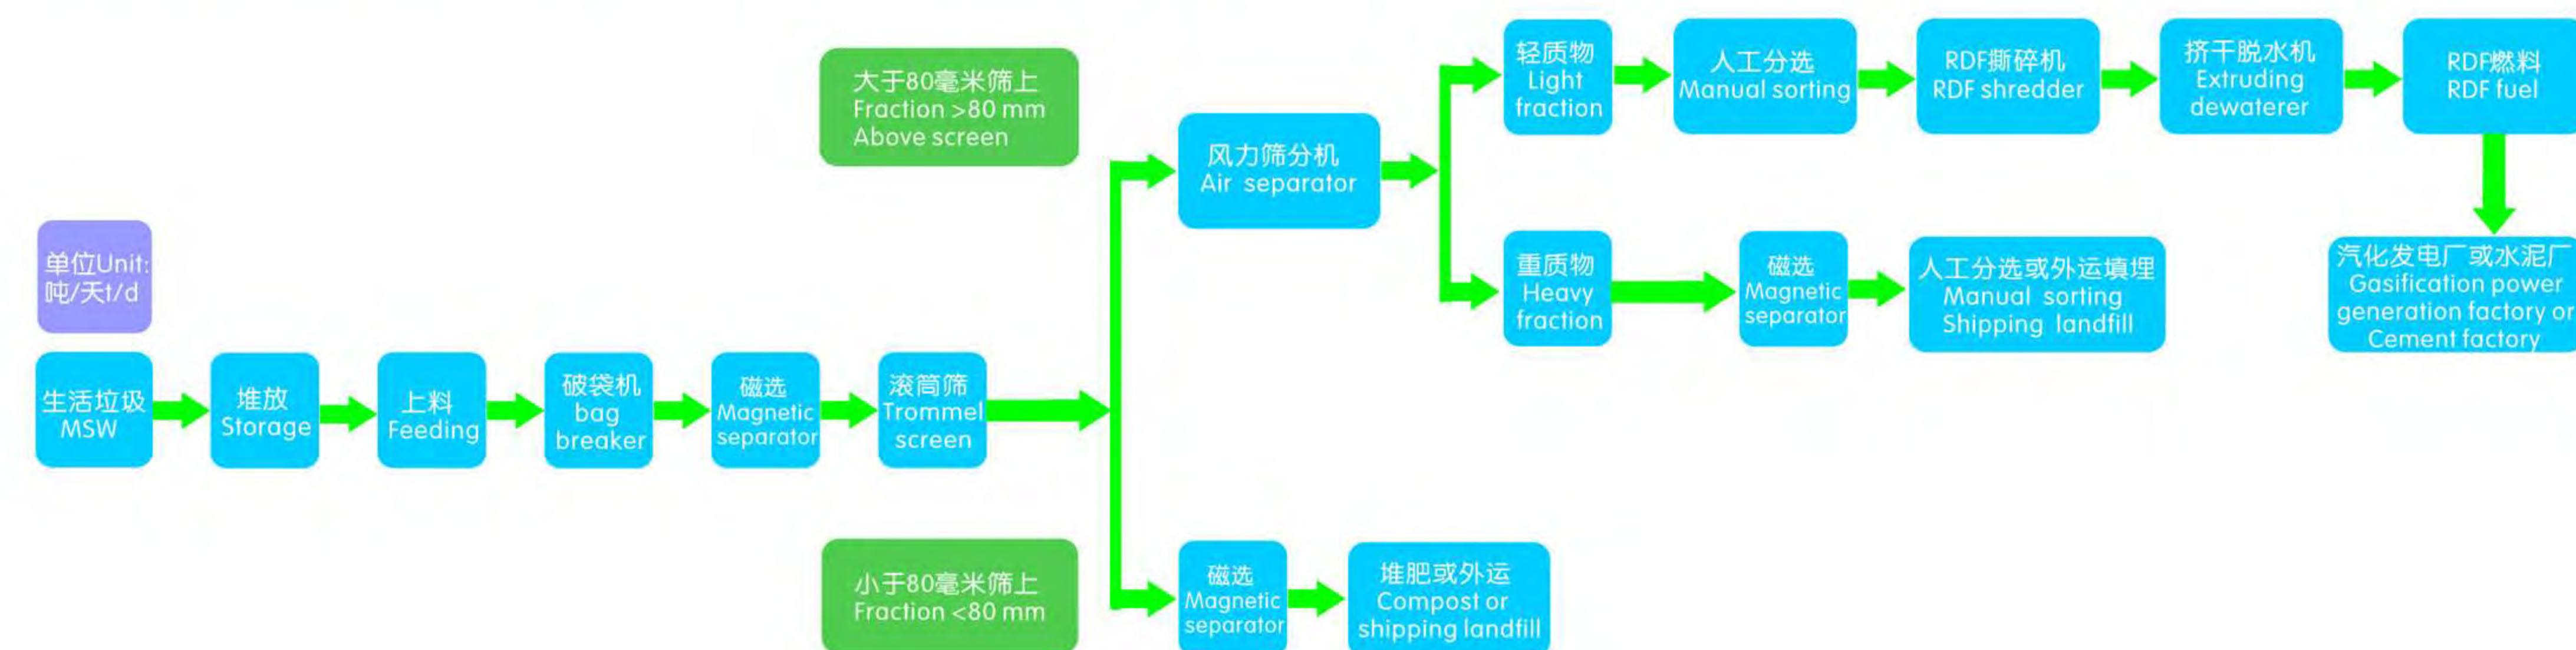 大于80毫米筛上
Fraction >80 mm
Above screen
轻质物
Light
fraction
人工分选
Manual sorting
RDF撕碎机
RDF shredder
挤干脱水机
Extruding
dewaterer
RDF燃料
RDF fuel
风力筛分机
Air separator
单位Unit:
吨/天t/d
重质物
Heavy
fraction
磁选
Magnetic
separator
人工分选或外运填埋
Manual sorting
Shipping landfill
汽化发电厂或水泥厂
Gasification power
generation factory or
Cement factory
生活垃圾
MSW
堆放
Storage
上料
Feeding
破袋机
bag
breaker
磁选
Magnetic
separator
滚筒筛
Trommel
screen
小于80毫米筛上
Fraction <80 mm
磁选
Magnetic
separator
堆肥或外运
Compost or
shipping landfill